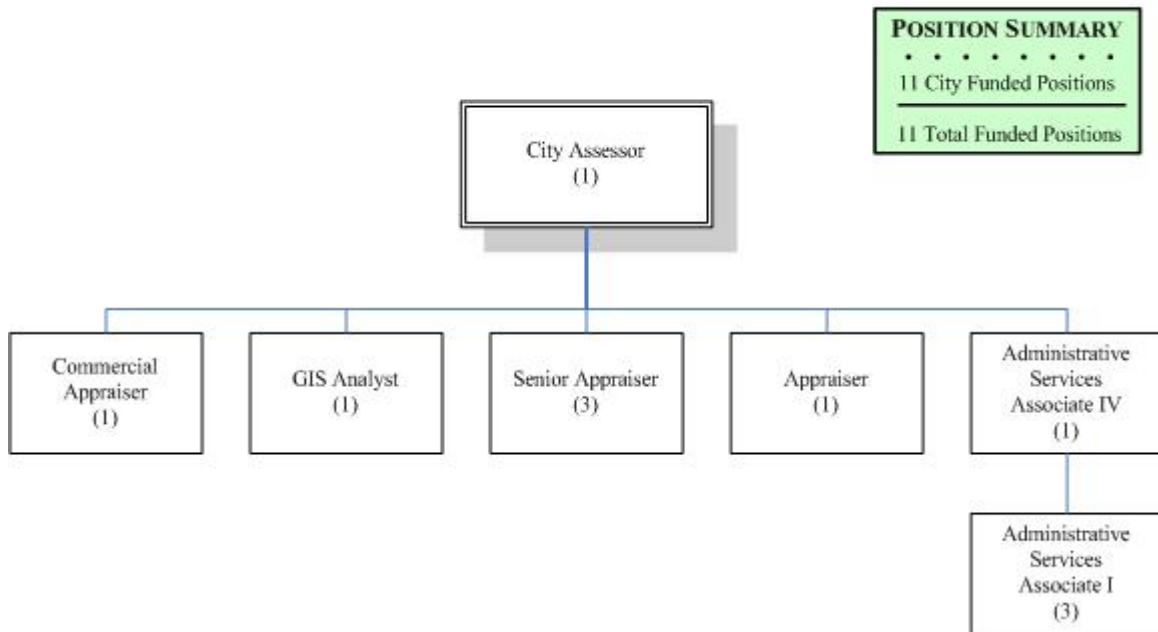 POSITION SUMMARY
11 City Funded Positions
11 Total Funded Positions
City Assessor
(1)
Commercial
Appraiser
(1)
GIS Analyst
(1)
Senior Appraiser
(3)
Appraiser
(1)
Administrative
Services
Associate IV
(1)
Administrative
Services
Associate I
(3)